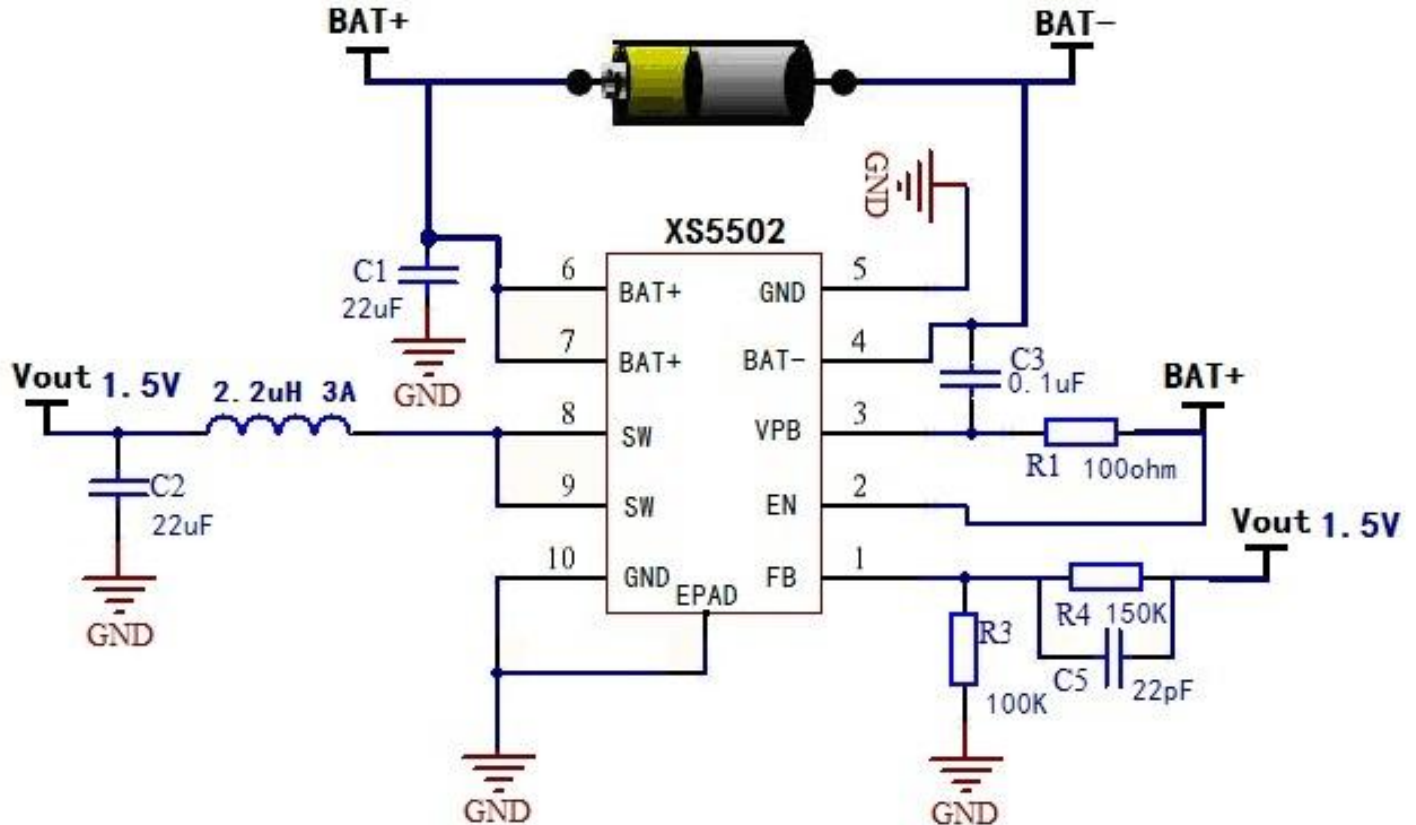 BAT+
BAT-
GND
XS5502
C1
22uF
GND
6
BAT+
7
BAT+
8
SW
9
SW
10
GND
EPAD
GND
5
BAT-
4
VPB
3
EN
2
FB
1
C3
0.1uF
BAT+
R1 100ohm
Vout 1.5V
2.2uH 3A
C2
22uF
GND
Vout 1.5V
R4 150K
C5 22pF
R3
100K
GND
GND